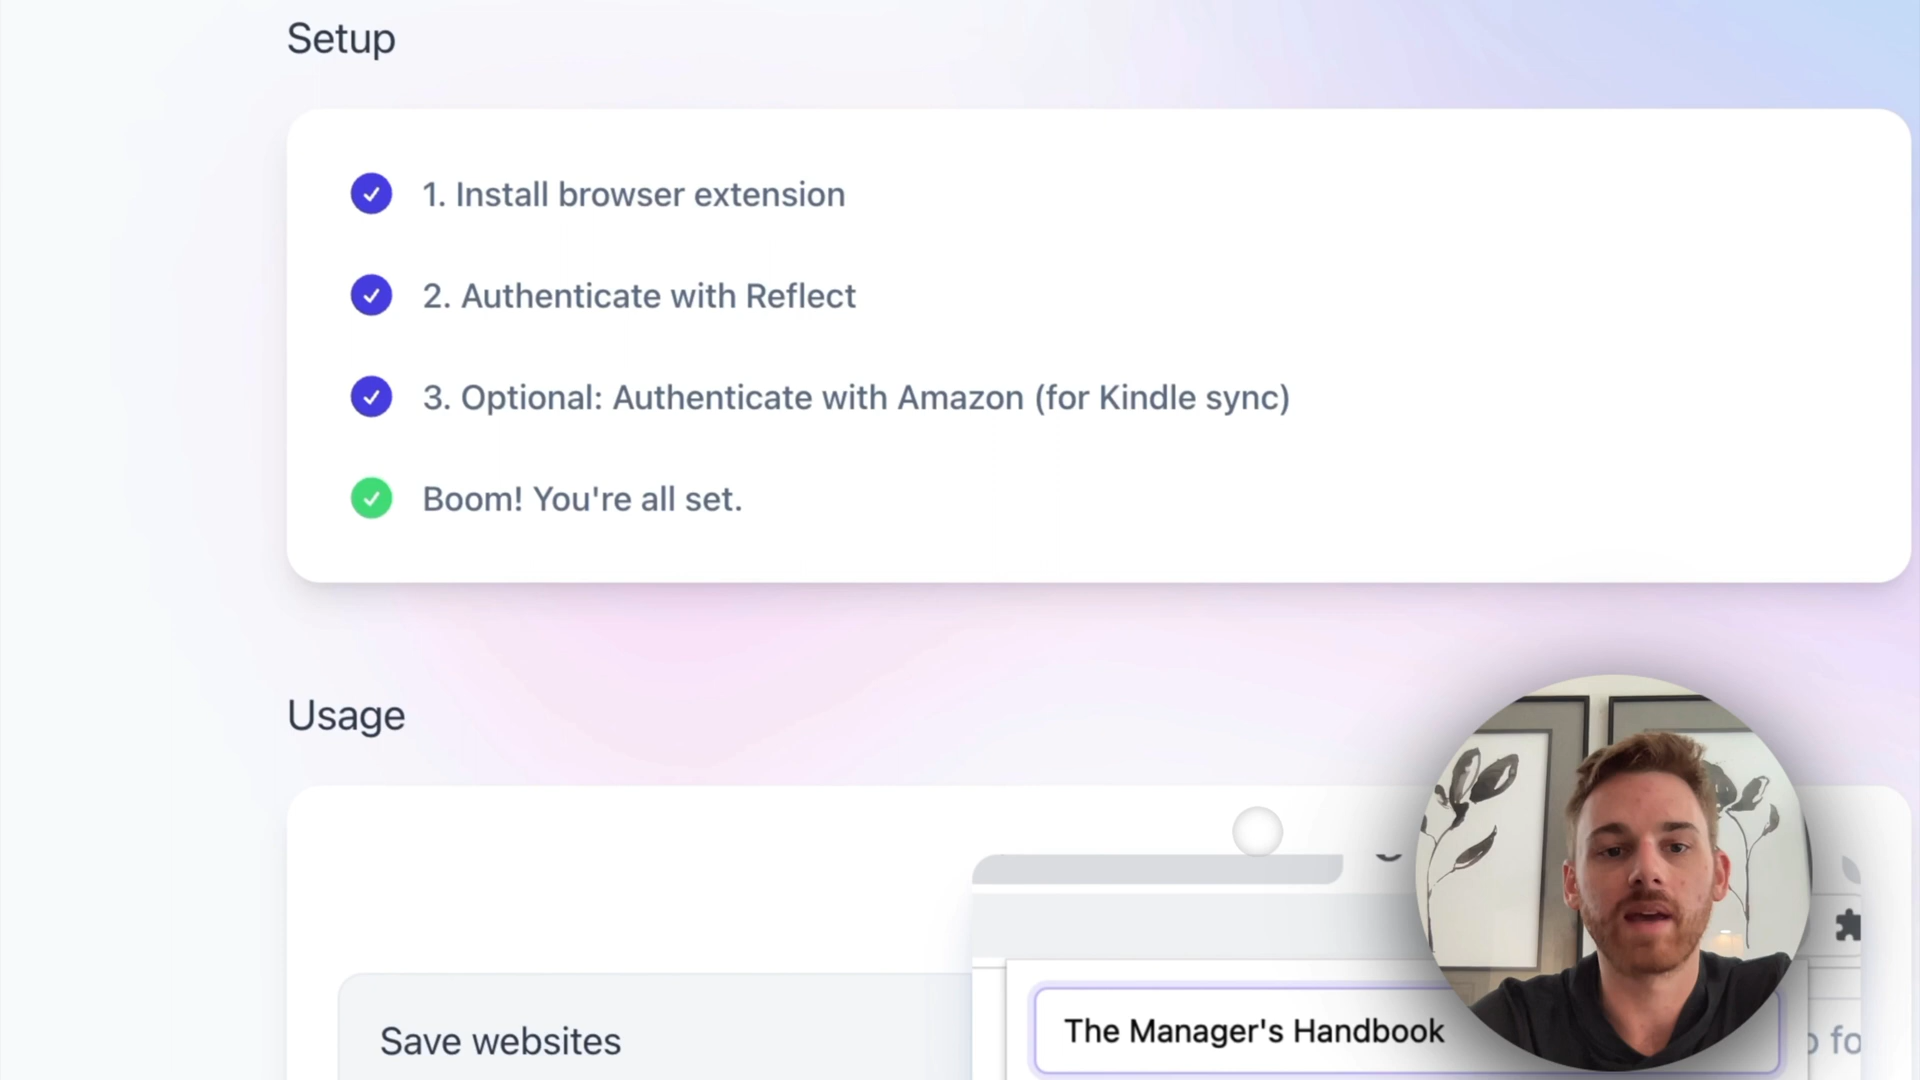 Setup
1. Install browser extension
2. Authenticate with Reflect
3. Optional: Authenticate with Amazon (for Kindle sync)
Boom! You're all set.
Usage
The Manager's Handbook
Save websites